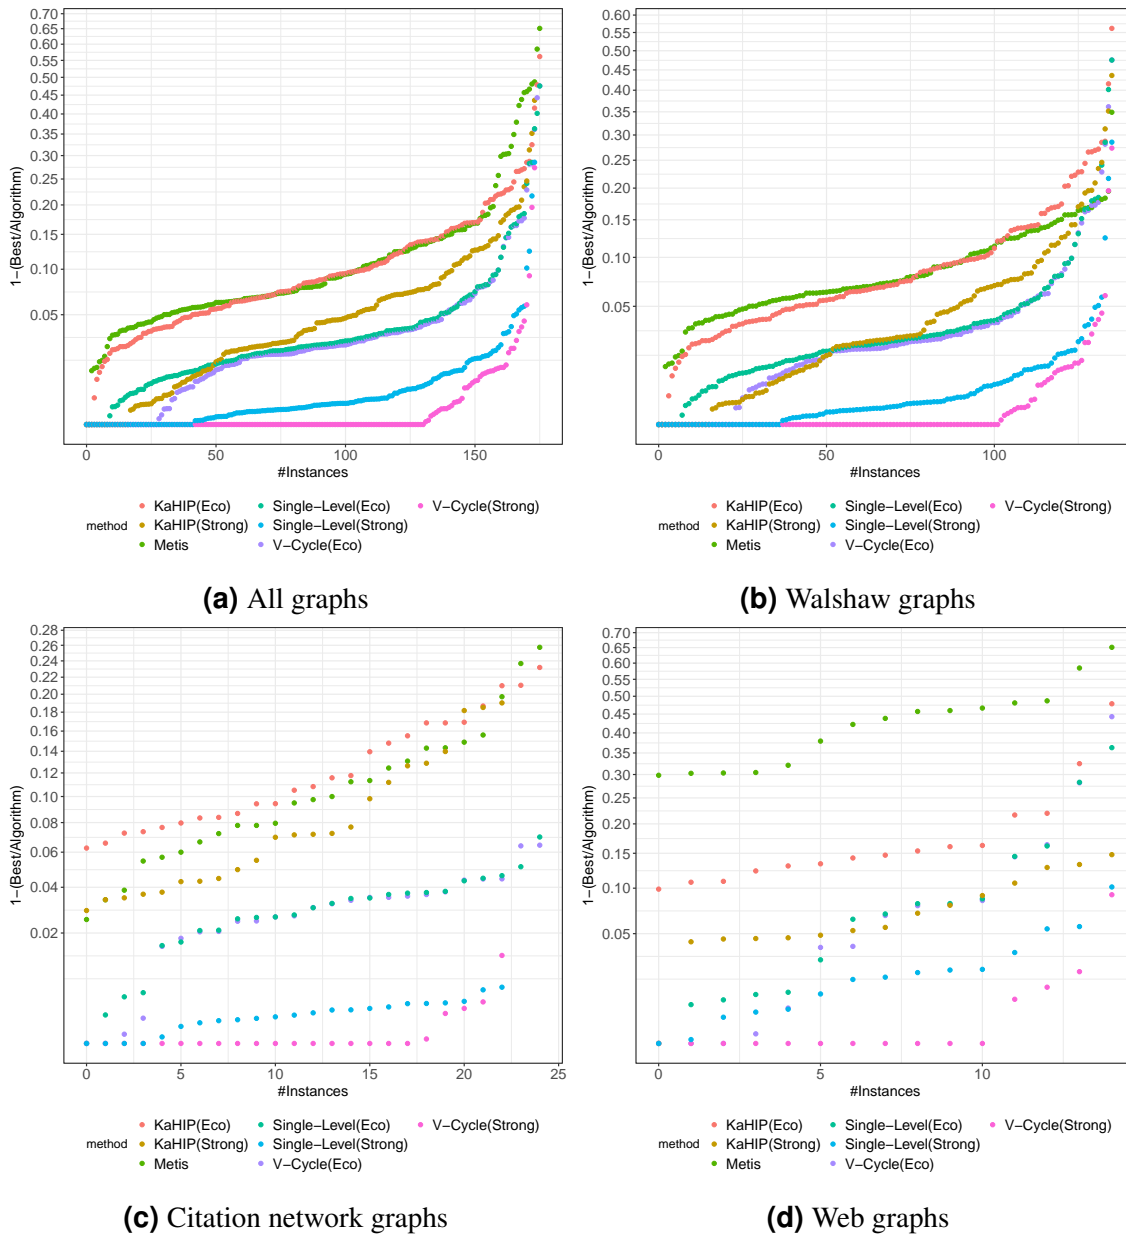 0.70
0.65
0.60
0.55
0.50
0.45
0.40
0.35
0.30
0.25
0.20
0.15
0.10
0.05
1−(Best/Algorithm)
0 50 100 150
#Instances
method
KaHIP(Eco) Single−Level(Eco) V−Cycle(Strong)
KaHIP(Strong) Single−Level(Strong)
Metis V−Cycle(Eco)
(a) All graphs
0.60
0.55
0.50
0.45
0.40
0.35
0.30
0.25
0.20
0.15
0.10
0.05
1−(Best/Algorithm)
0 50 100
#Instances
method
KaHIP(Eco) Single−Level(Eco) V−Cycle(Strong)
KaHIP(Strong) Single−Level(Strong)
Metis V−Cycle(Eco)
(b) Walshaw graphs
0.28
0.26
0.24
0.22
0.20
0.18
0.16
0.14
0.12
0.10
0.08
0.06
0.04
0.02
1−(Best/Algorithm)
0 5 10 15 20 25
#Instances
method
KaHIP(Eco) Single−Level(Eco) V−Cycle(Strong)
KaHIP(Strong) Single−Level(Strong)
Metis V−Cycle(Eco)
(c) Citation network graphs
0.70
0.65
0.60
0.55
0.50
0.45
0.40
0.35
0.30
0.25
0.20
0.15
0.10
0.05
1−(Best/Algorithm)
0 5 10
#Instances
method
KaHIP(Eco) Single−Level(Eco) V−Cycle(Strong)
KaHIP(Strong) Single−Level(Strong)
Metis V−Cycle(Eco)
(d) Web graphs